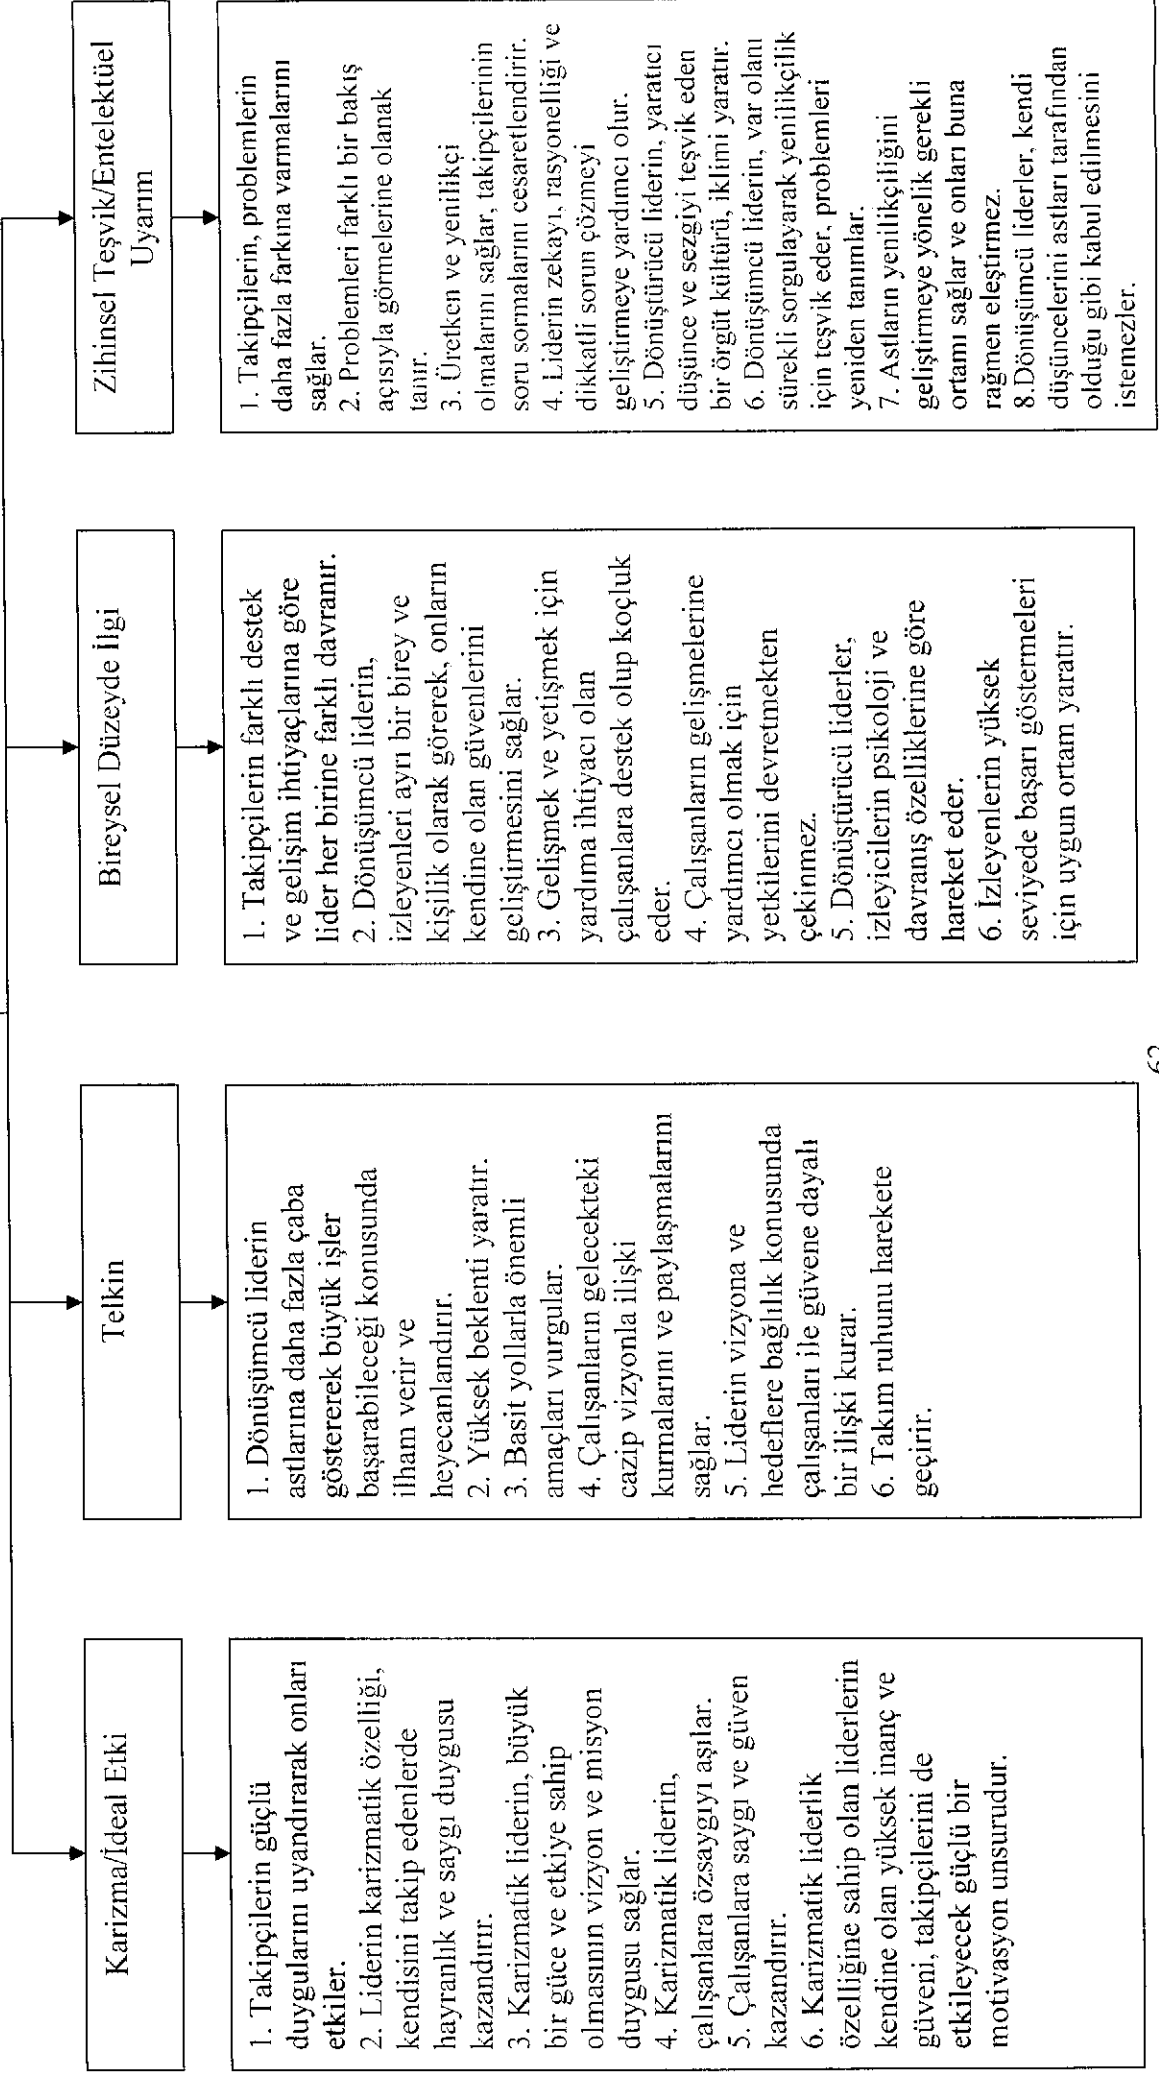 Karizma/İdeal Etki
1. Takipçilerin güçlü
duygularını uyandırarak onları
etkiler.
2. Liderin karizmatik özelliği,
kendisini takip edenlerde
hayranlık ve saygı duygusu
kazandırır.
3. Karizmatik liderin, büyük
bir güce ve etkiye sahip
olmasının vizyon ve misyon
duygusu sağlar.
4. Karizmatik liderin,
çalışanlara özsaygıyı aşılar.
5. Çalışanlara saygı ve güven
kazandırır.
6. Karizmatik liderlik
özelliğine sahip olan liderlerin
kendine olan yüksek inanç ve
güveni, takipçilerini de
etkileyecek güçlü bir
motivasyon unsurudur.
Telkin
1. Dönüşümcü liderin
astlarına daha fazla çaba
göstererek büyük işler
başarabileceği konusunda
ilham verir ve
heyecanlandırır.
2. Yüksek beklenti yaratır.
3. Basit yollarla önemli
amaçları vurgular.
4. Çalışanların gelecekteki
cazip vizyonla ilişki
kurmalarını ve paylaşmalarını
sağlar.
5. Liderin vizyona ve
hedeflere bağlılık konusunda
çalışanları ile güvene dayalı
bir ilişki kurar.
6. Takım ruhunu harekete
geçirir.
Bireysel Düzeyde İlgi
1. Takipçilerin farklı destek
ve gelişim ihtiyaçlarına göre
lider her birine farklı davranır.
2. Dönüşümcü liderin,
izleyenleri ayrı bir birey ve
kişilik olarak görerek, onların
kendine olan güvenlerini
geliştirmesini sağlar.
3. Gelişmek ve yetişmek için
yardıma ihtiyacı olan
çalışanlara destek olup koçluk
eder.
4. Çalışanların gelişmelerine
yardımcı olmak için
yetkilerini devretmekten
çekinmez.
5. Dönüştürücü liderler,
izleyicilerin psikoloji ve
davranış özelliklerine göre
hareket eder.
6. İzleyenlerin yüksek
seviyede başarı göstermeleri
için uygun ortam yaratır.
Zihinsel Teşvik/Entelektüel
Uyarım
1. Takipçilerin, problemlerin
daha fazla farkına varmalarını
sağlar.
2. Problemleri farklı bir bakış
açısıyla görmelerine olanak
tanır.
3. Üretken ve yenilikçi
olmalarını sağlar, takipçilerinin
soru sormalarını cesaretlendirir.
4. Liderin zekayı, rasyonelliği ve
dikkatli sorun çözmeyi
geliştirmeye yardımcı olur.
5. Dönüştürücü liderin, yaratıcı
düşünce ve sezgiyi teşvik eden
bir örgüt kültürü, iklimi yaratır.
6. Dönüşümcü liderin, var olanı
sürekli sorgulayarak yenilikçilik
için teşvik eder, problemleri
yeniden tanımlar.
7. Astların yenilikçiliğini
geliştirmeye yönelik gerekli
ortamı sağlar ve onları buna
rağmen eleştirmez.
8.Dönüşümcü liderler, kendi
düşüncelerini astları tarafından
olduğu gibi kabul edilmesini
istemezler.